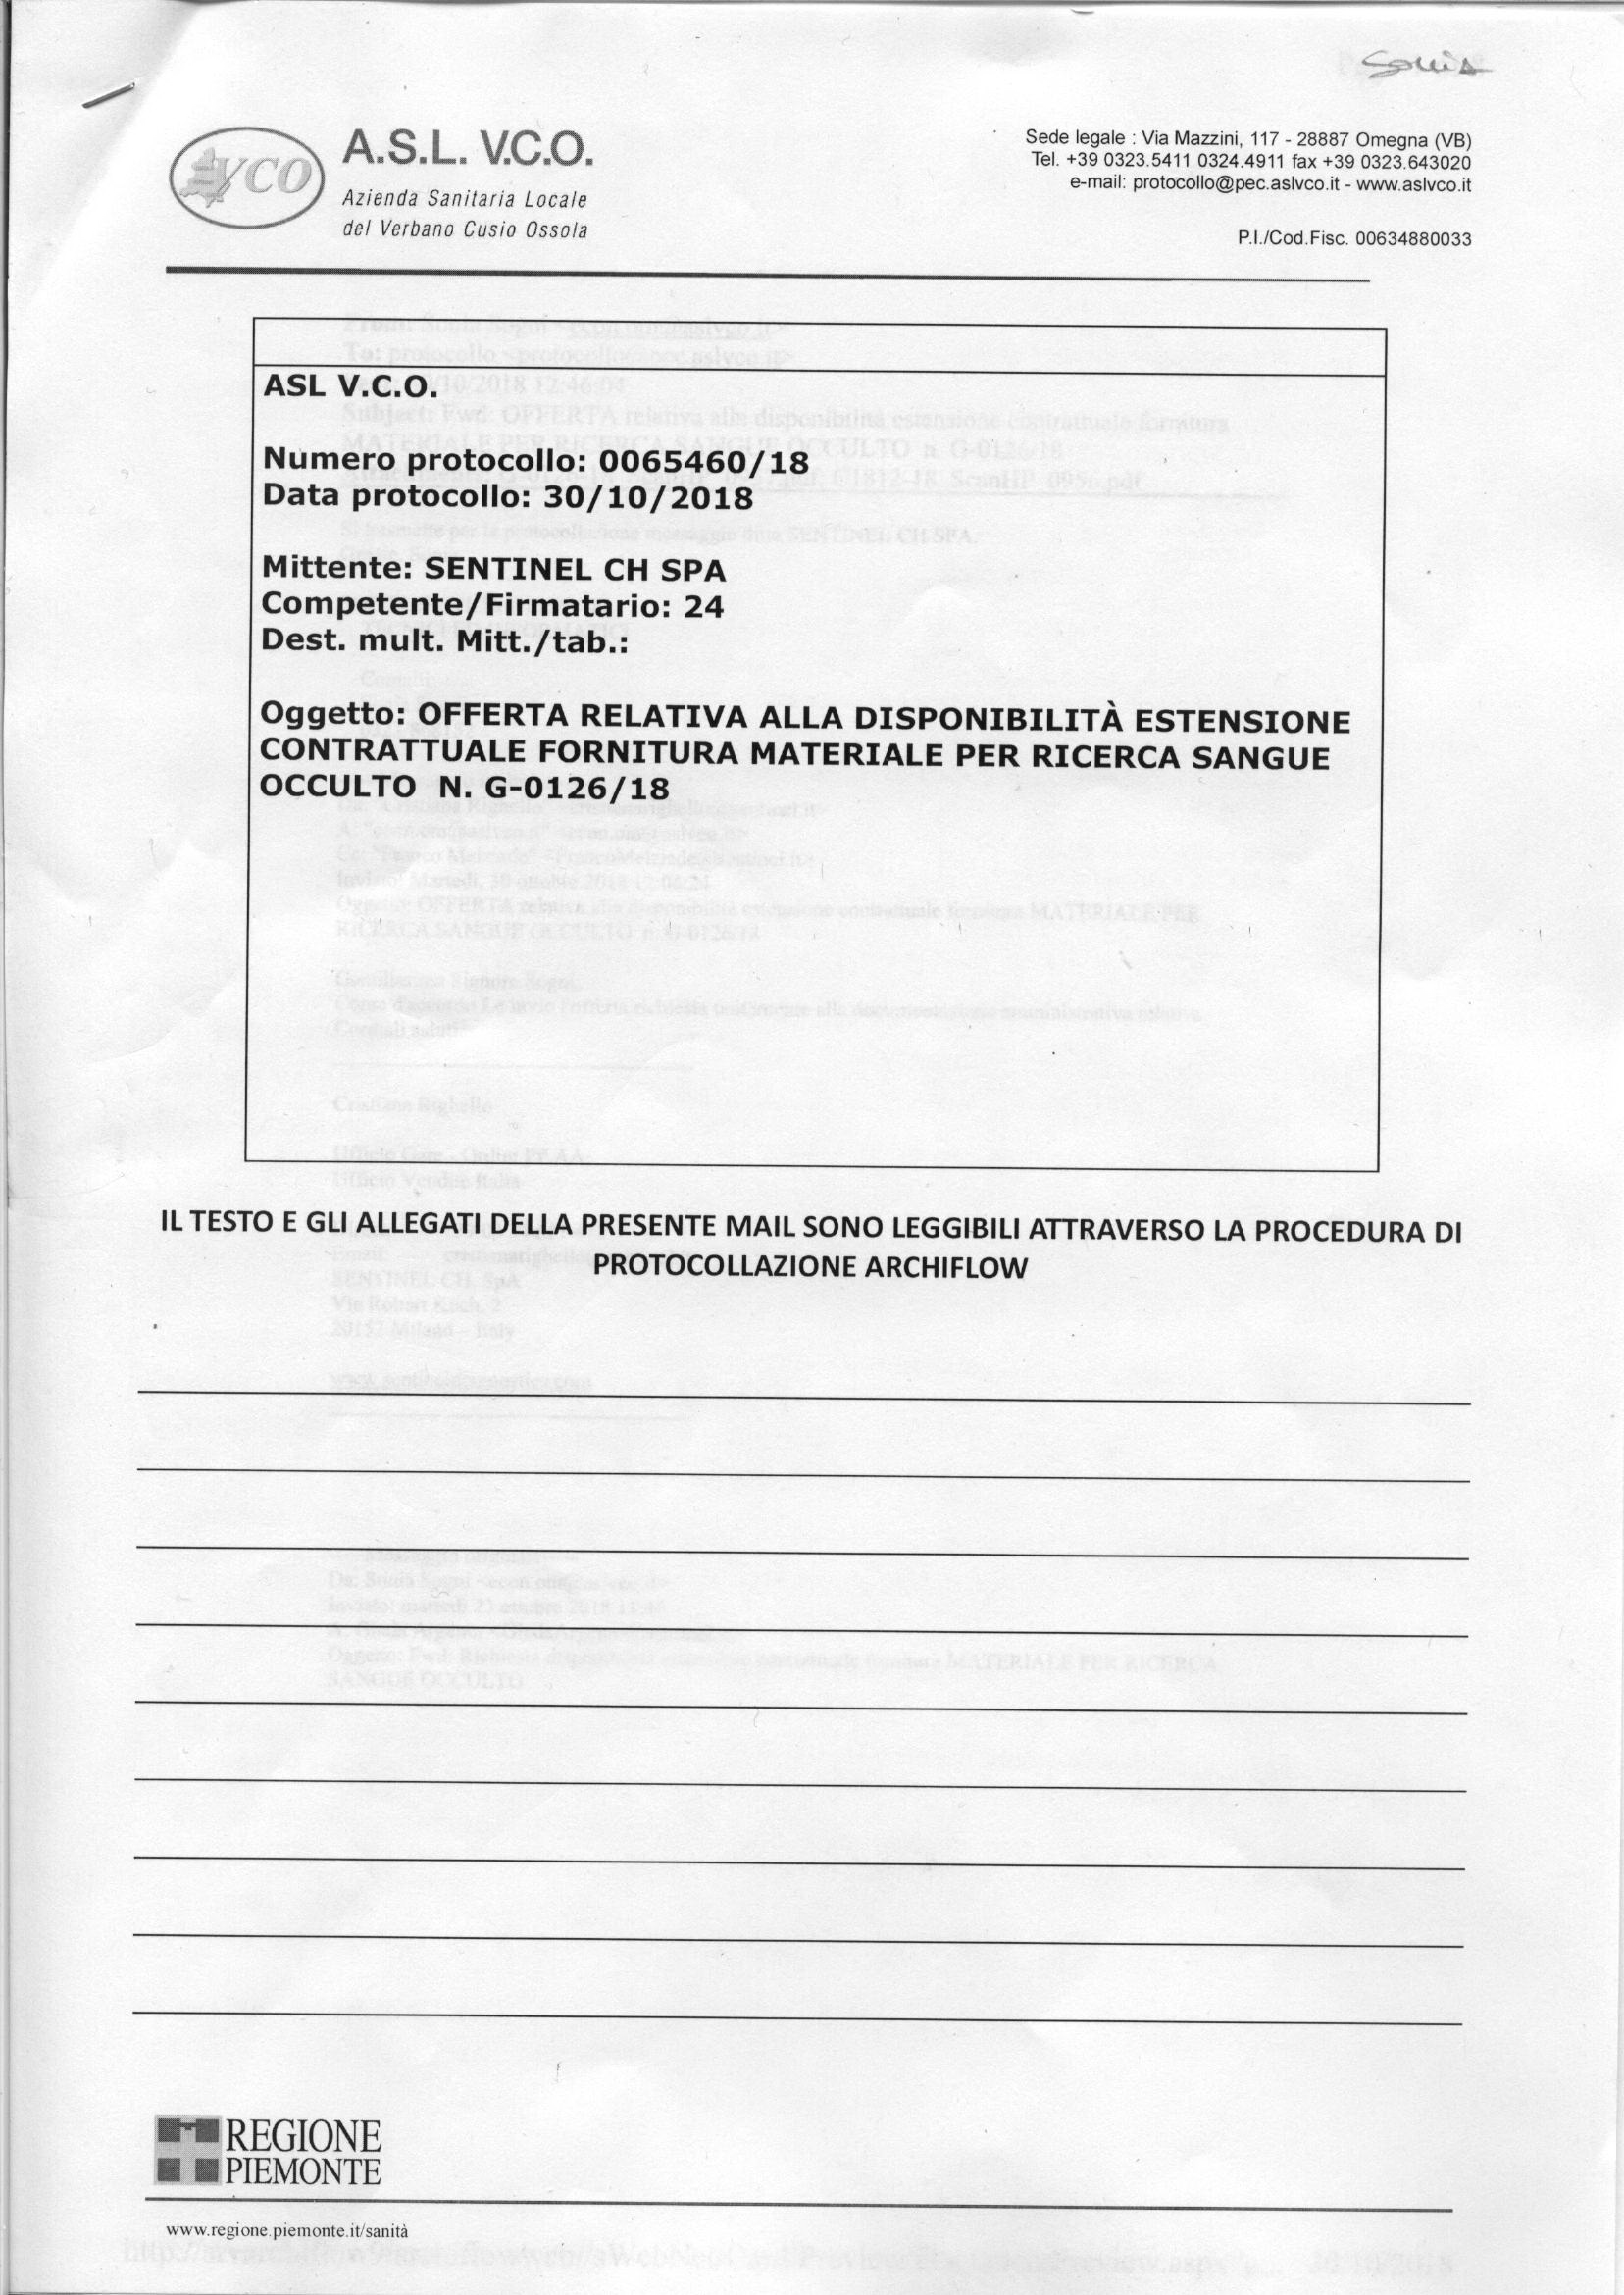 Sonia
VCO
A.S.L. V.C.O.
Azienda Sanitaria Locale
del Verbano Cusio Ossola
Sede legale : Via Mazzini, 117 - 28887 Omegna (VB)
Tel. +39 0323.5411 0324.4911 fax +39 0323.643020
e-mail: protocollo@pec.aslvco.it - www.aslvco.it
P.I./Cod.Fisc. 00634880033
ASL V.C.O.
Numero protocollo: 0065460/18
Data protocollo: 30/10/2018
Mittente: SENTINEL CH SPA
Competente/Firmatario: 24
Dest. mult. Mitt./tab.:
Oggetto: OFFERTA RELATIVA ALLA DISPONIBILITÀ ESTENSIONE
CONTRATTUALE FORNITURA MATERIALE PER RICERCA SANGUE
OCCULTO N. G-0126/18
IL TESTO E GLI ALLEGATI DELLA PRESENTE MAIL SONO LEGGIBILI ATTRAVERSO LA PROCEDURA DI
PROTOCOLLAZIONE ARCHIFLOW
REGIONE
PIEMONTE
www.regione.piemonte.it/sanità